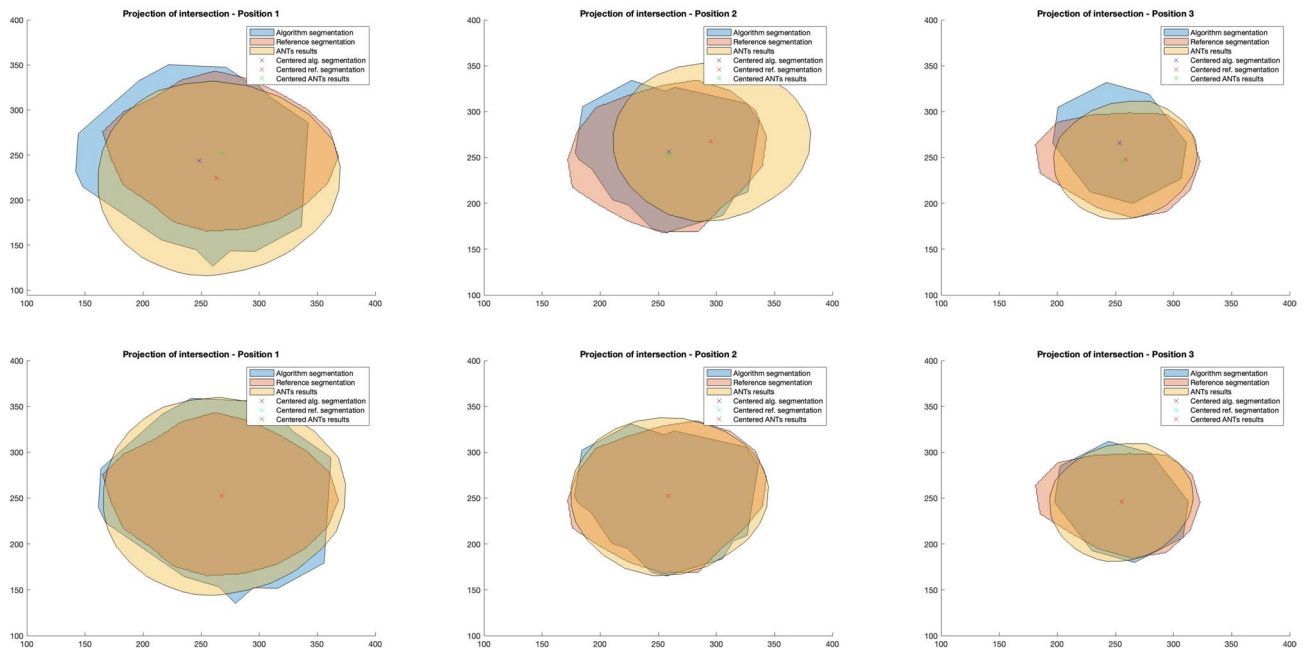 Projection of intersection - Position 1
400
350
300
250
200
150
100
100
150
200
250
300
350
400
Algorithm segmentation
Reference segmentation
ANTs results
Centered alg. segmentation
Centered ref. segmentation
Centered ANTs results
Projection of intersection - Position 2
400
350
300
250
200
150
100
100
150
200
250
300
350
400
Algorithm segmentation
Reference segmentation
ANTs results
Centered alg. segmentation
Centered ref. segmentation
Centered ANTs results
Projection of intersection - Position 3
400
350
300
250
200
150
100
100
150
200
250
300
350
400
Algorithm segmentation
Reference segmentation
ANTs results
Centered alg. segmentation
Centered ref. segmentation
Centered ANTs results
Projection of intersection - Position 1
400
350
300
250
200
150
100
100
150
200
250
300
350
400
Algorithm segmentation
Reference segmentation
ANTs results
Centered alg. segmentation
Centered ref. segmentation
Centered ANTs results
Projection of intersection - Position 2
400
350
300
250
200
150
100
100
150
200
250
300
350
400
Algorithm segmentation
Reference segmentation
ANTs results
Centered alg. segmentation
Centered ref. segmentation
Centered ANTs results
Projection of intersection - Position 3
400
350
300
250
200
150
100
100
150
200
250
300
350
400
Algorithm segmentation
Reference segmentation
ANTs results
Centered alg. segmentation
Centered ref. segmentation
Centered ANTs results